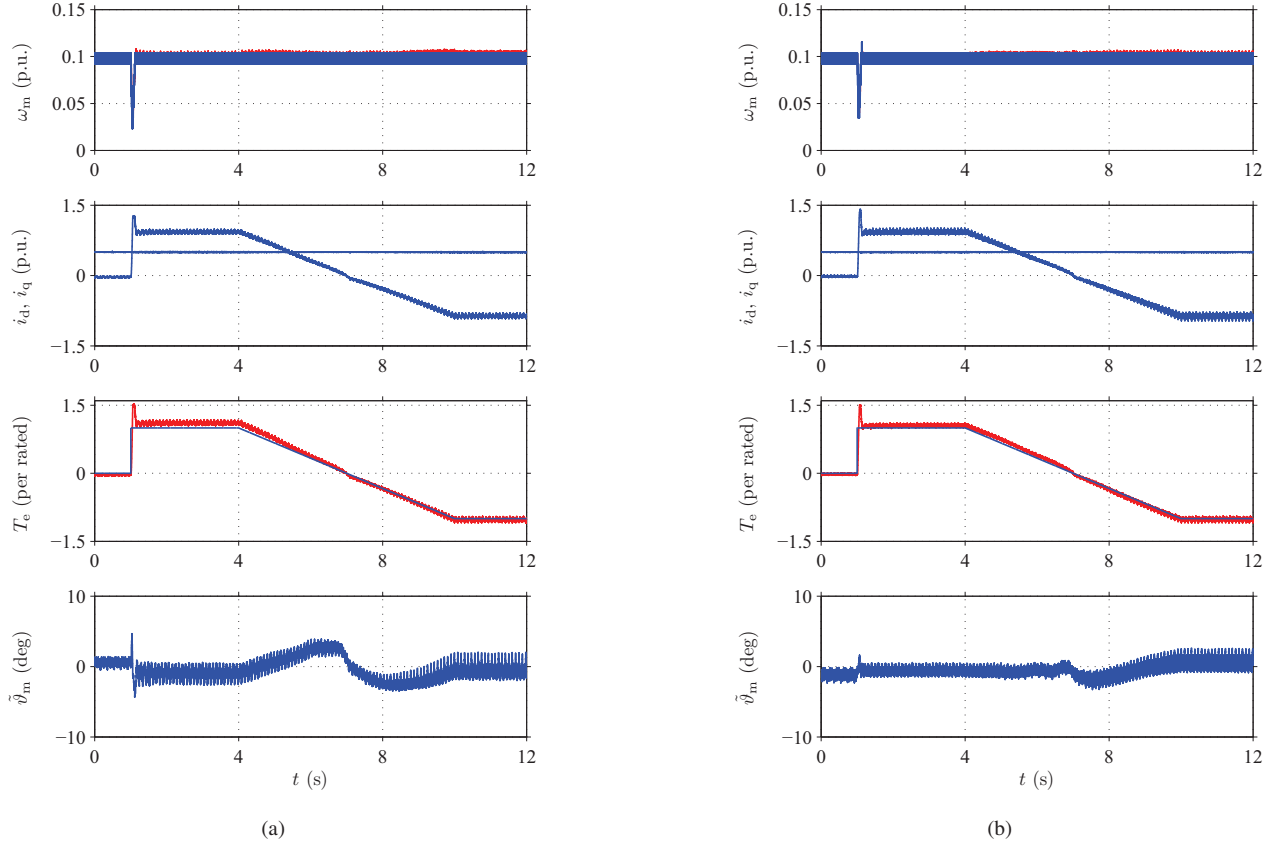 0.15
0.1
0.05
0
ωm (p.u.)
0 4 8 12
1.5
0
−1.5
id, iq (p.u.)
0 4 8 12
1.5
0
−1.5
Te (per rated)
0 4 8 12
10
0
−10
ϑ̃m (deg)
0 4 8 12
t (s)
(a)
0.15
0.1
0.05
0
ωm (p.u.)
0 4 8 12
1.5
0
−1.5
id, iq (p.u.)
0 4 8 12
1.5
0
−1.5
Te (per rated)
0 4 8 12
10
0
−10
ϑ̃m (deg)
0 4 8 12
t (s)
(b)